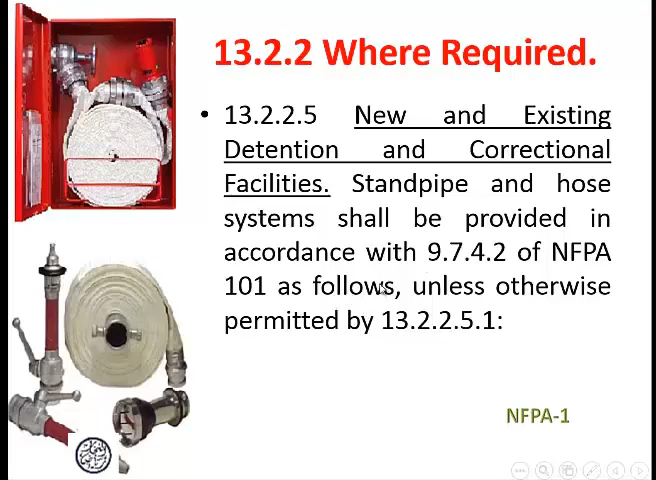 13.2.2 Where Required.
• 13.2.2.5 New and Existing
Detention and Correctional
Facilities. Standpipe and hose
systems shall be provided in
accordance with 9.7.4.2 of NFPA
101 as follows, unless otherwise
permitted by 13.2.2.5.1:
NFPA-1